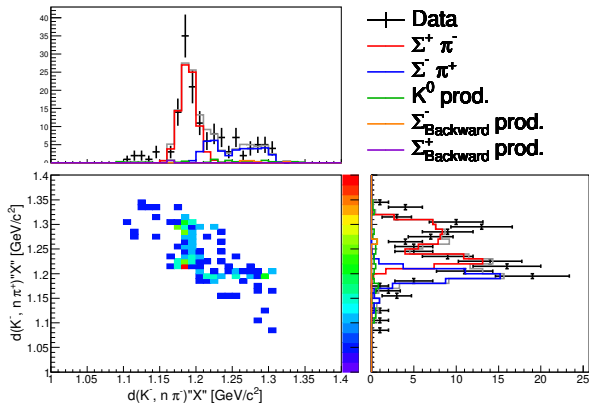 40
35
30
25
20
15
10
5
0
Data
Σ⁺ π⁻
Σ⁻ π⁺
K⁰ prod.
Σ⁻Backward prod.
Σ⁺Backward prod.
d(K⁻, n π⁺)"X" [GeV/c²]
1.4
1.35
1.3
1.25
1.2
1.15
1.1
1.05
1
1 1.05 1.1 1.15 1.2 1.25 1.3 1.35 1.4
d(K⁻, n π⁻)"X" [GeV/c²]
0 5 10 15 20 25